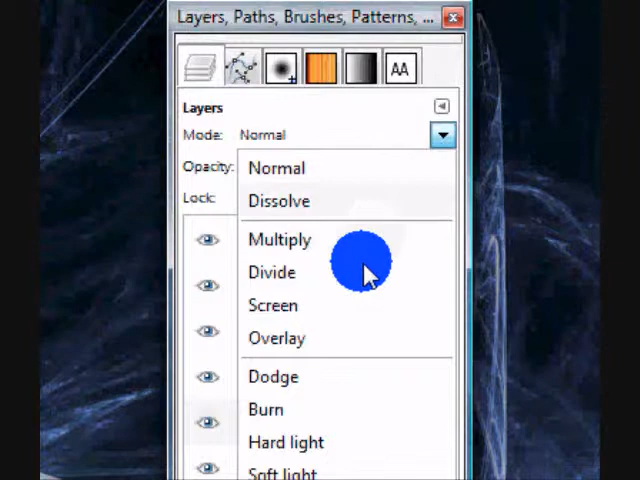 Layers, Paths, Brushes, Patterns, ...
AA
Layers
Mode: Normal
Opacity:
Lock:
Normal
Dissolve
Multiply
Divide
Screen
Overlay
Dodge
Burn
Hard light
Soft light